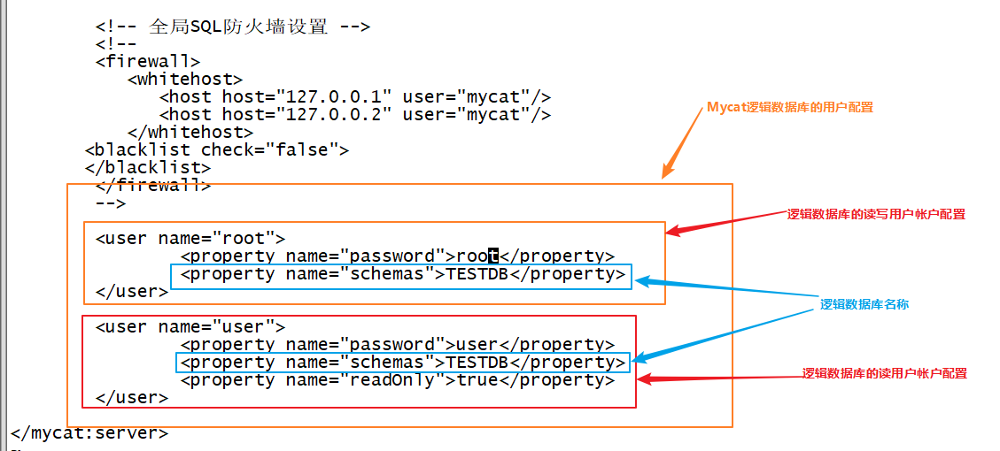 <!-- 全局SQL防火墙设置 -->
<!--
<firewall>
<whitehost>
<host host="127.0.0.1" user="mycat"/>
<host host="127.0.0.2" user="mycat"/>
</whitehost>
<blacklist check="false">
</blacklist>
</firewall>
-->
Mycat逻辑数据库的用户配置
逻辑数据库的读写用户帐户配置
<user name="root">
<property name="password">root</property>
<property name="schemas">TESTDB</property>
</user>
逻辑数据库名称
<user name="user">
<property name="password">user</property>
<property name="schemas">TESTDB</property>
<property name="readOnly">true</property>
</user>
逻辑数据库的读用户帐户配置
</mycat:server>